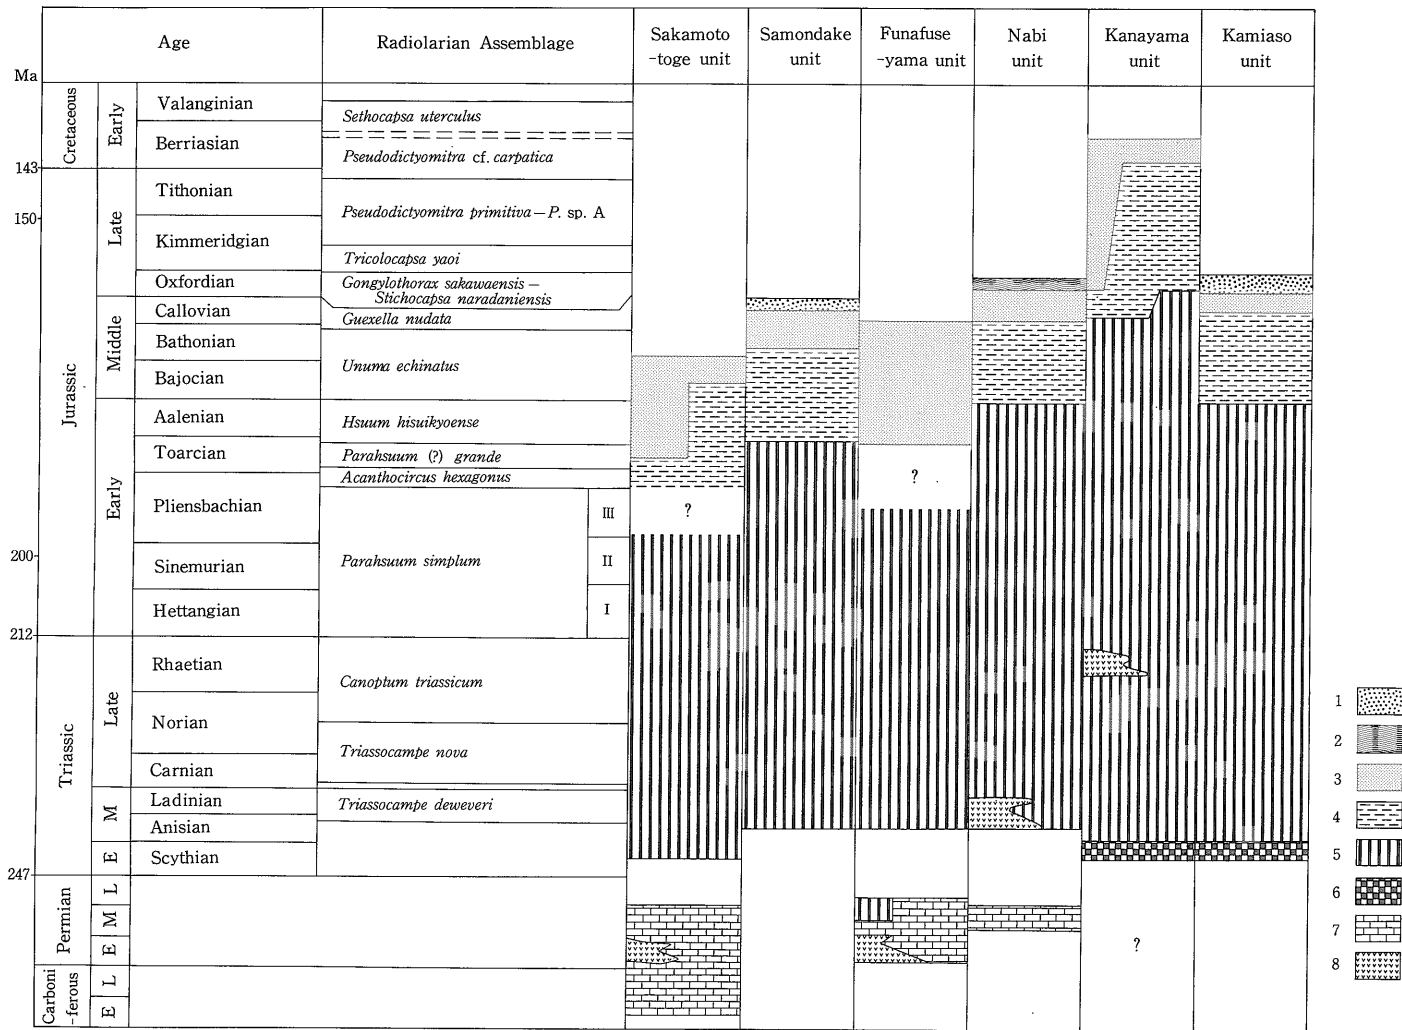 Age
Radiolarian Assemblage
Sakamoto
-toge unit
Samondake
unit
Funafuse
-yama unit
Nabi
unit
Kanayama
unit
Kamiaso
unit
Ma
Cretaceous
Early
Valanginian
Berriasian
Sethocapsa uterculus
Pseudodictyomitra cf. carpatica
143
Jurassic
Late
Tithonian
150
Kimmeridgian
Oxfordian
Pseudodictyomitra primitiva—P. sp. A
Tricolocapsa yaoi
Gongylothorax sakawaensis—
Stichocapsa naradaniensis
Middle
Callovian
Bathonian
Bajocian
Guexella nudata
Unuma echinatus
Early
Aalenian
Toarcian
Pliensbachian
200
Sinemurian
Hettangian
Hsuum hisuikyoense
Parahsuum (?) grande
Acanthocircus hexagonus
Parahsuum simplum
III
II
I
?
?
212
Triassic
Late
Rhaetian
Norian
Carnian
Canoptum triassicum
Triassocampe nova
M
Ladinian
Anisian
Triassocampe deweveri
E
Scythian
247
Permian
L
M
E
?
Carboni
-ferous
L
E
1
2
3
4
5
6
7
8